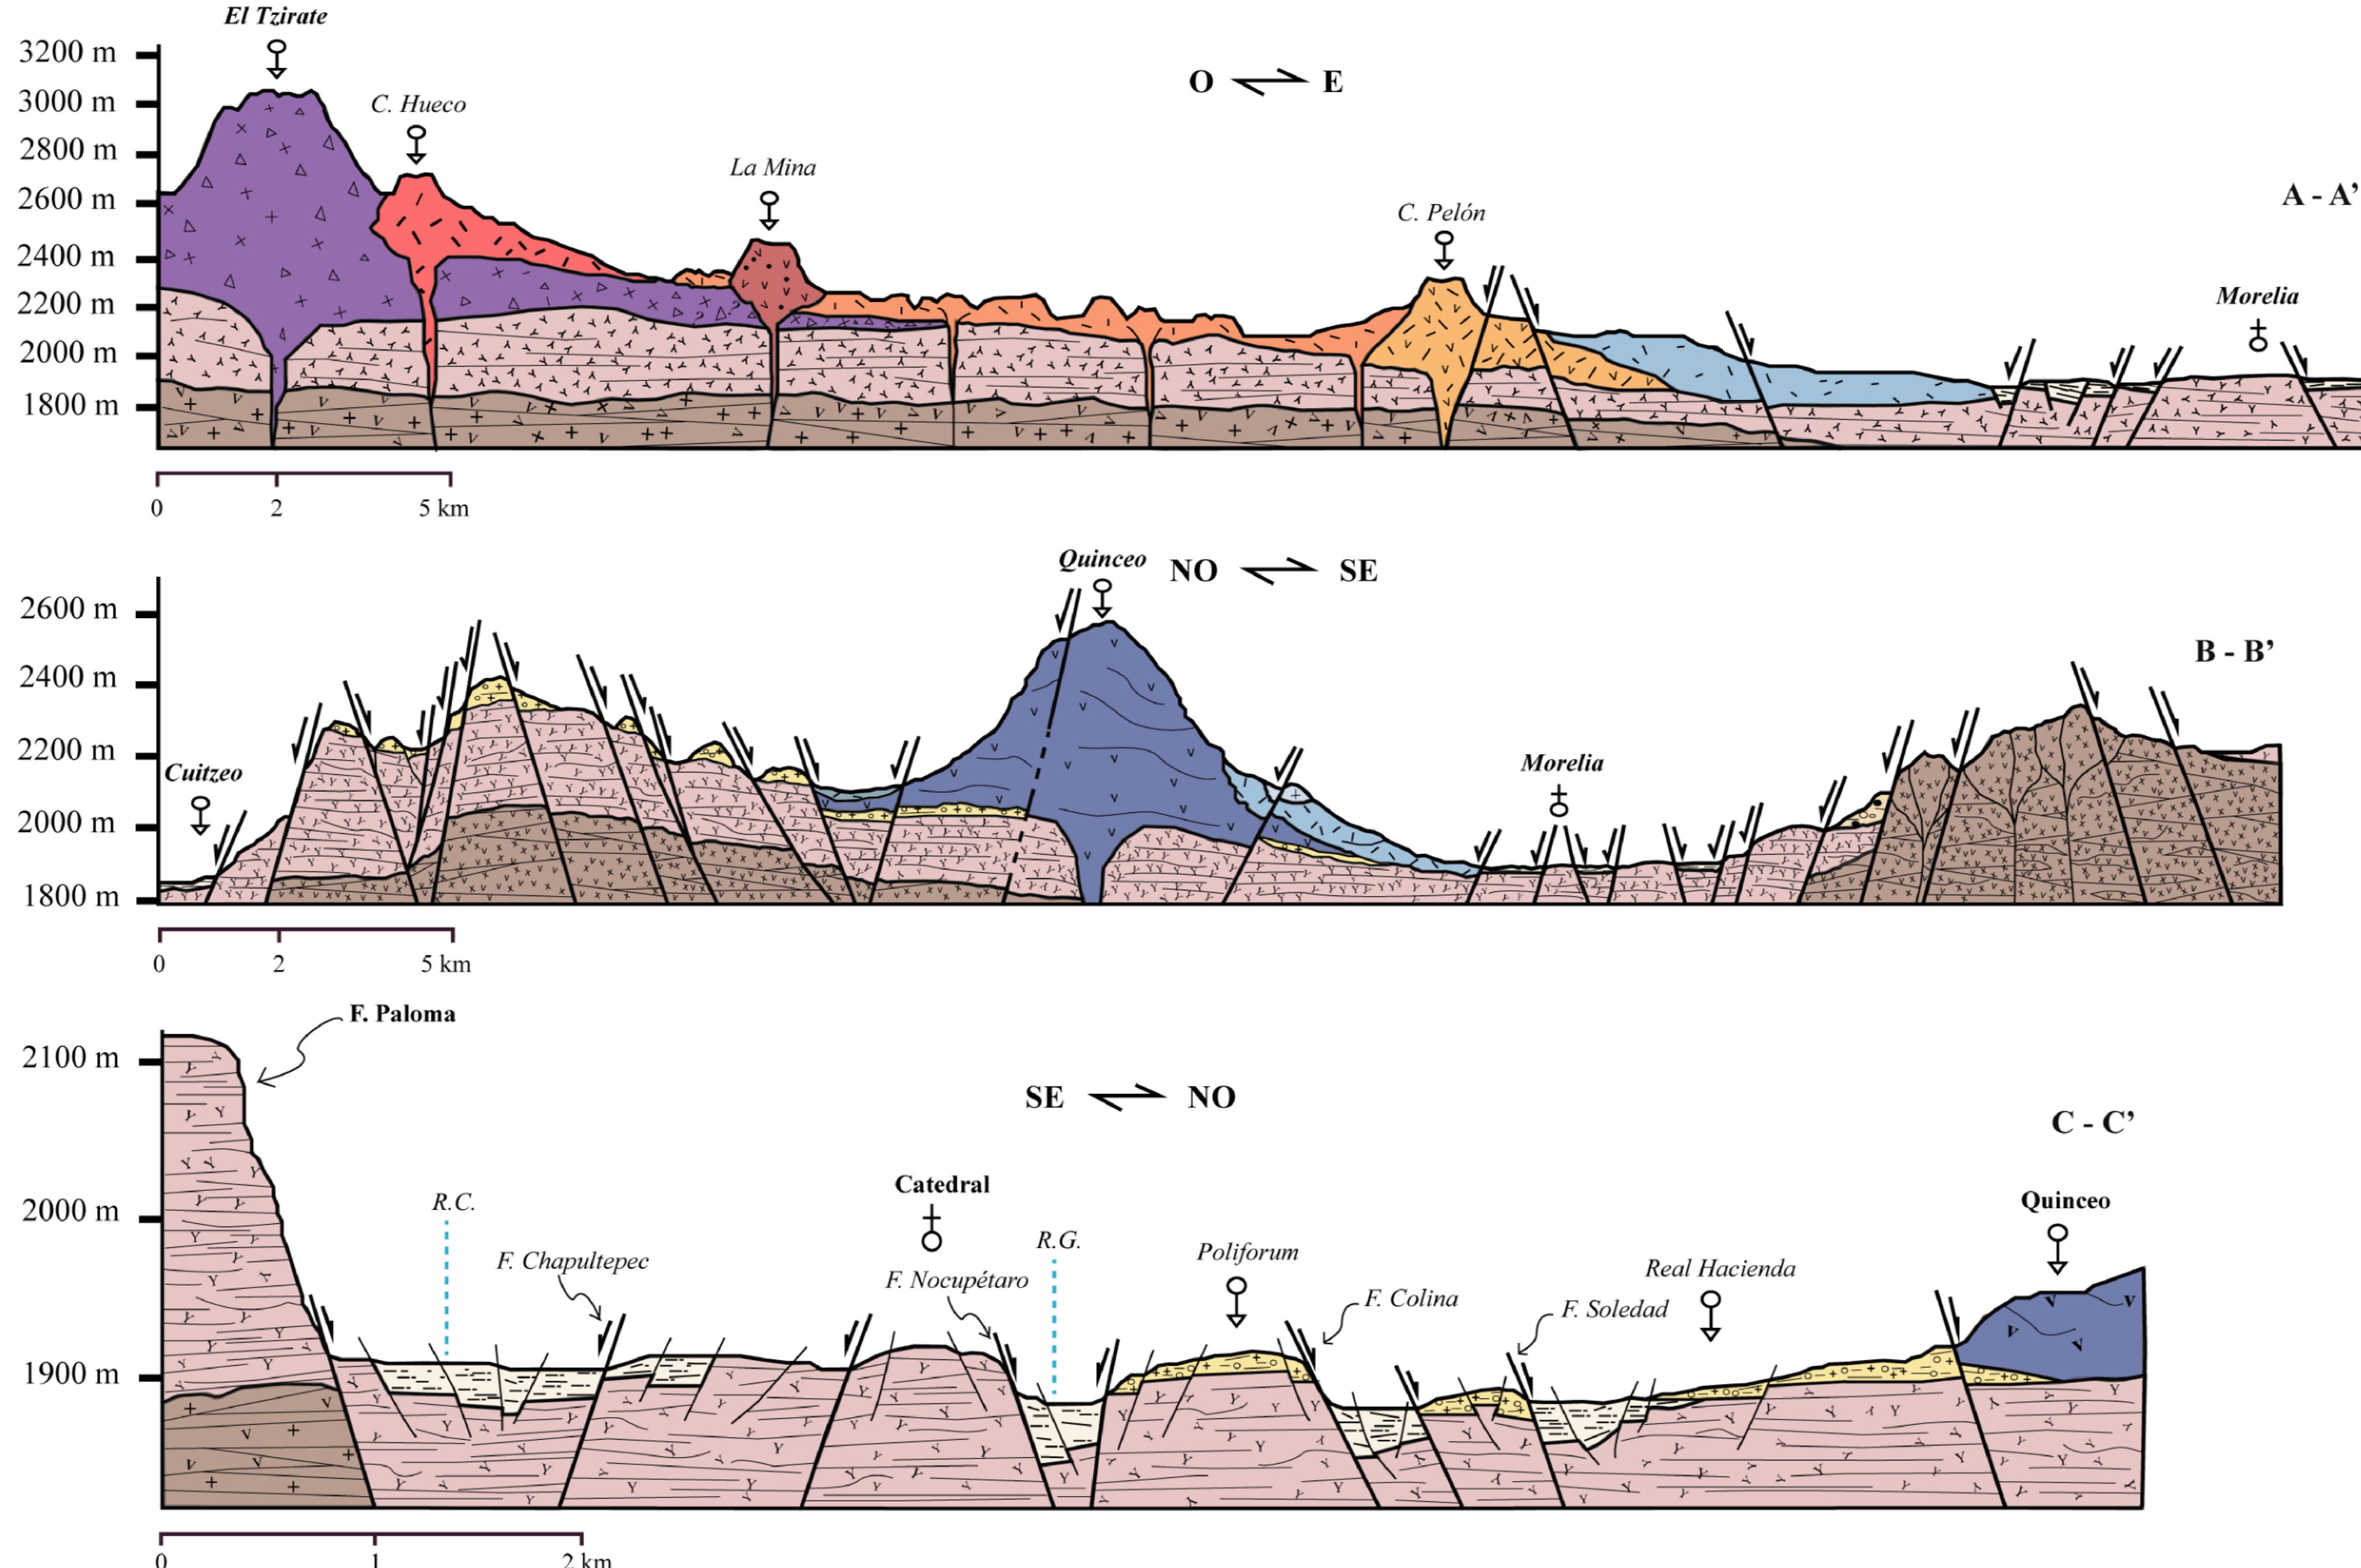 El Tzirate
3200 m
3000 m
C. Hueco
O E
2800 m
La Mina
2600 m
A - A’
C. Pelón
2400 m
2200 m
Morelia
2000 m
1800 m
0 2 5 km
Quinceo
NO SE
2600 m
B - B’
2400 m
2200 m
Cuitzeo
Morelia
2000 m
1800 m
0 2 5 km
F. Paloma
2100 m
SE NO
C - C’
Catedral
2000 m
R.C.
Quinceo
R.G.
F. Chapultepec
Poliforum
F. Nocupétaro
Real Hacienda
F. Colina
F. Soledad
1900 m
0 1 2 km